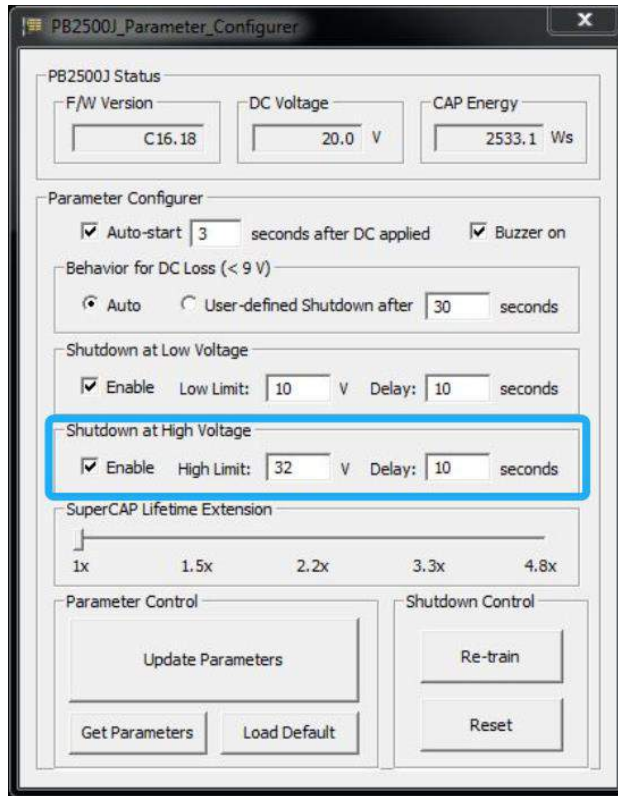 PB2500J_Parameter_Configurer
x
PB2500J Status
F/W Version DC Voltage CAP Energy
C16.18 20.0 V 2533.1 Ws
Parameter Configurer
Auto-start 3 seconds after DC applied Buzzer on
Behavior for DC Loss (< 9 V)
Auto User-defined Shutdown after 30 seconds
Shutdown at Low Voltage
Enable Low Limit: 10 V Delay: 10 seconds
Shutdown at High Voltage
Enable High Limit: 32 V Delay: 10 seconds
SuperCAP Lifetime Extension
1x 1.5x 2.2x 3.3x 4.8x
Parameter Control Shutdown Control
Update Parameters Re-train
Get Parameters Load Default Reset